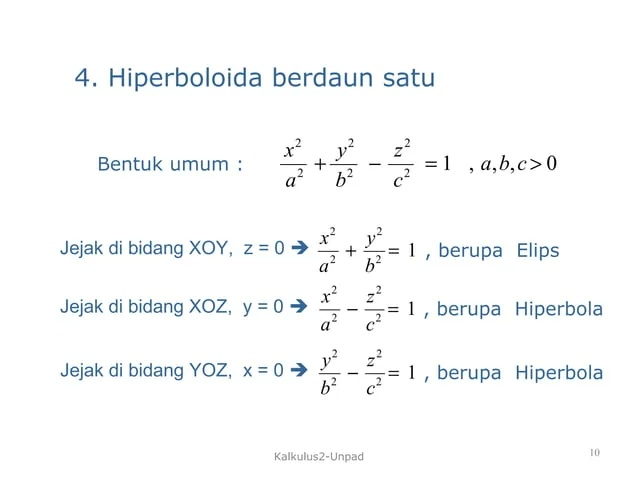 4. Hiperboloida berdaun satu
Bentuk umum : x²/a² + y²/b² − z²/c² = 1 , a,b,c > 0
Jejak di bidang XOY, z = 0 ➔ x²/a² + y²/b² = 1 , berupa Elips
Jejak di bidang XOZ, y = 0 ➔ x²/a² − z²/c² = 1 , berupa Hiperbola
Jejak di bidang YOZ, x = 0 ➔ y²/b² − z²/c² = 1 , berupa Hiperbola
Kalkulus2-Unpad
10